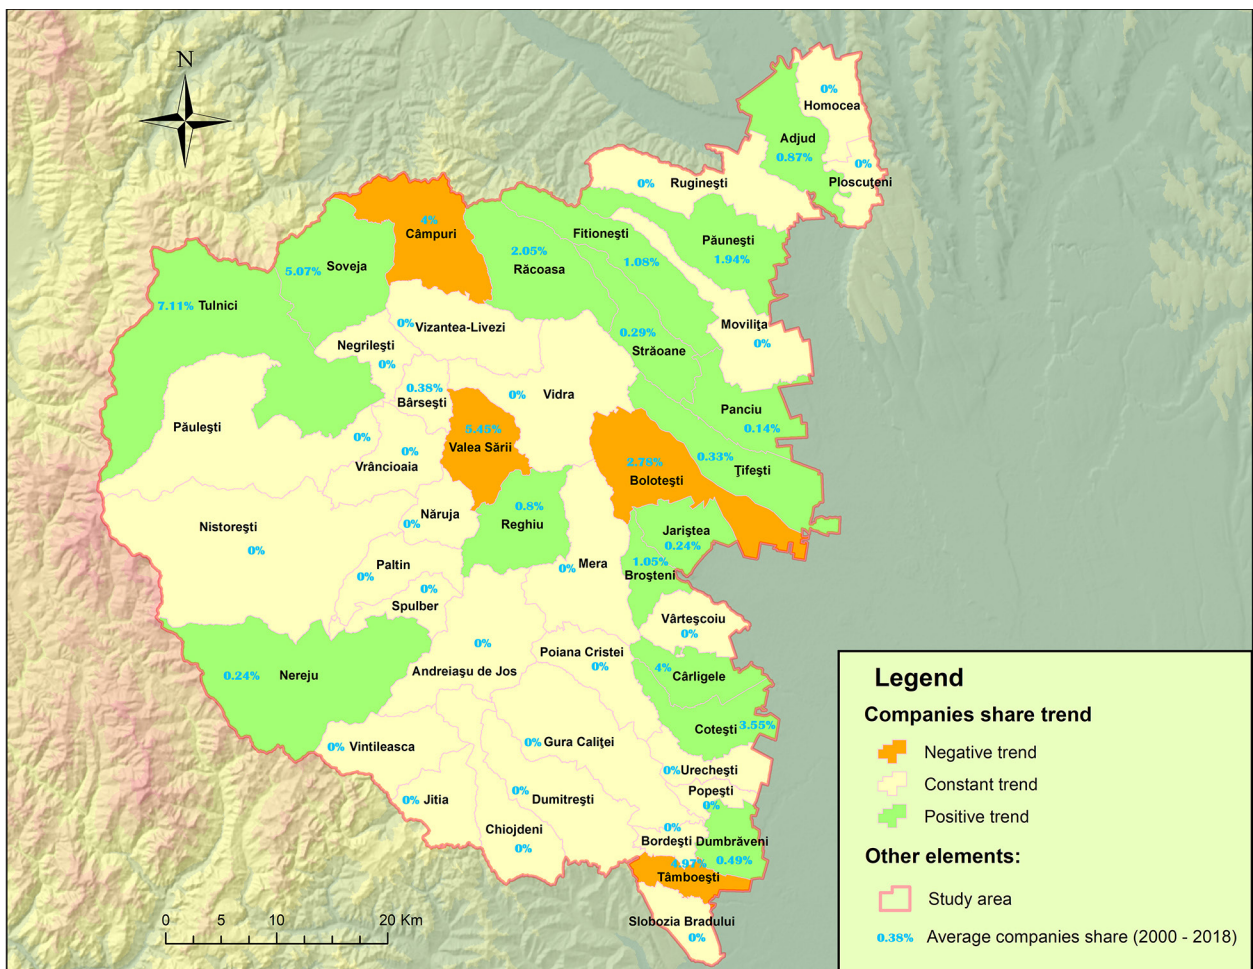 N
0%
Homocea
Adjud
0.87%
0%
Ploscuţeni
0%
Rugineşti
4%
Câmpuri
Fitioneşti
1.08%
Păuneşti
1.94%
2.05%
Răcoasa
5.07%
Soveja
7.11%
Tulnici
0%
Vizantea-Livezi
Moviliţa
0%
0.29%
Străoane
Negrileşti
0%
0.38%
Bârseşti
0%
Vidra
Panciu
0.14%
Păuleşti
5.45%
Valea Sării
0%
0%
Vrâncioaia
2.78%
Boloteşti
0.33%
Ţifeşti
0.8%
Reghiu
Năruja
0%
Nistoreşti
0%
Jariştea
0.24%
1.05%
Broşteni
Mera
0%
Paltin
0%
0%
Spulber
Vârteşcoiu
0%
0%
Andreiaşu de Jos
Poiana Cristei
0%
4%
Cârligele
0.24%
Nereju
Coteşti
3.55%
0%
Vintileasca
0%
Gura Caliţei
0%
Urecheşti
Popeşti
0%
0%
Jitia
0%
Dumitreşti
Chiojdeni
0%
0%
Bordeşti
Dumbrăveni
0.49%
4.97%
Tâmboeşti
Slobozia Bradului
0%
0 5 10 20 Km
Legend
Companies share trend
Negative trend
Constant trend
Positive trend
Other elements:
Study area
0.38% Average companies share (2000 - 2018)